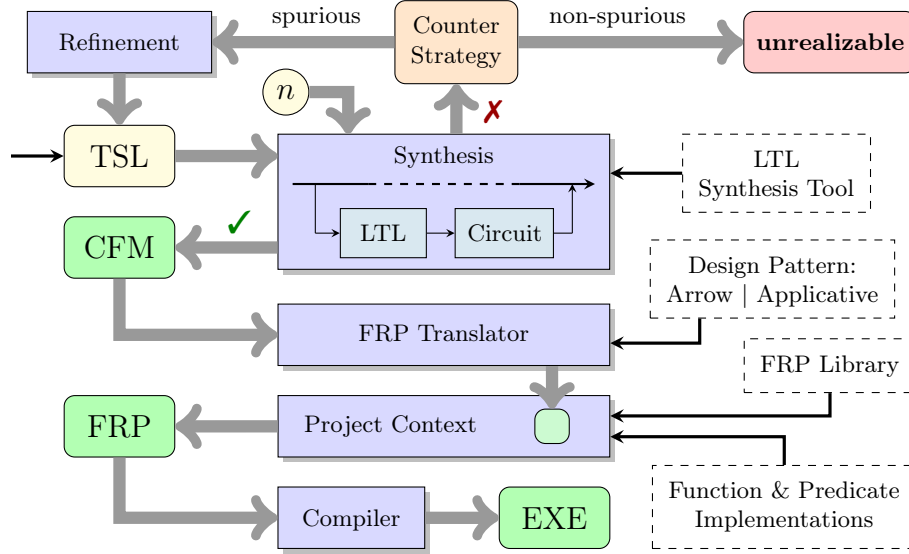 spurious
non-spurious
Refinement
Counter
Strategy
unrealizable
n
✗
TSL
Synthesis
LTL
Synthesis Tool
LTL
Circuit
✓
CFM
Design Pattern:
Arrow | Applicative
FRP Translator
FRP Library
FRP
Project Context
Function & Predicate
Implementations
Compiler
EXE